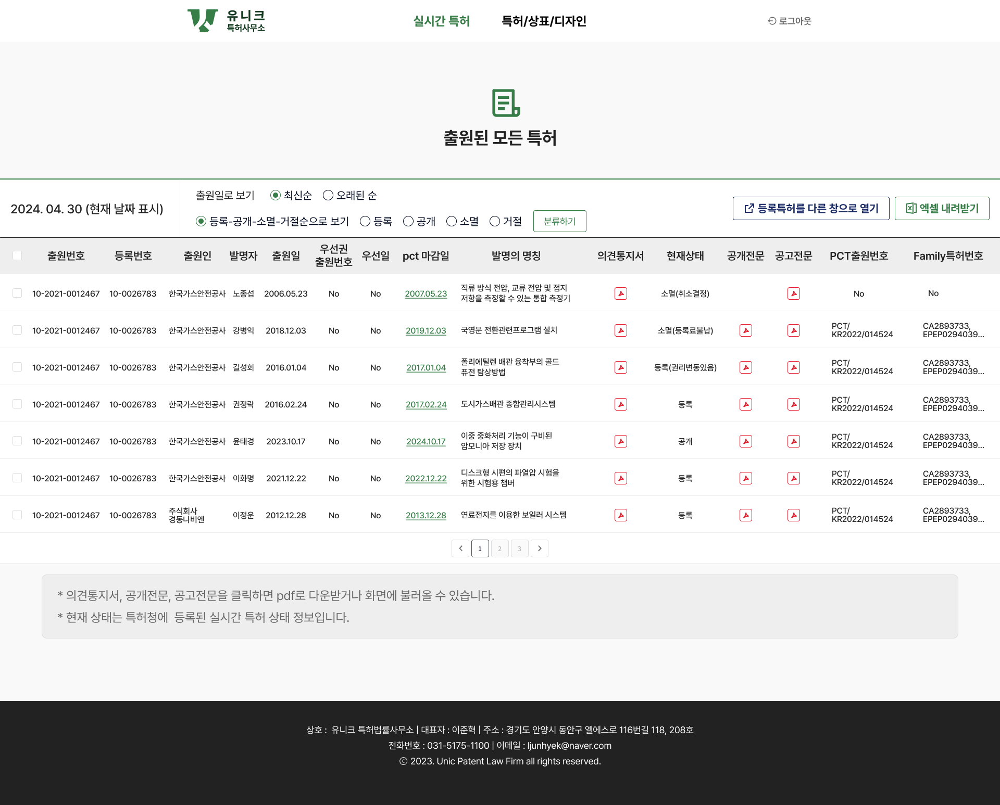 유니크
특허사무소
실시간 특허
특허/상표/디자인
로그아웃
출원된 모든 특허
2024. 04. 30 (현재 날짜 표시)
출원일로 보기 최신순 오래된 순
등록-공개-소멸-거절순으로 보기 등록 공개 소멸 거절 분류하기
등록특허를 다른 창으로 열기
엑셀 내려받기
출원번호 등록번호 출원인 발명자 출원일 우선권 출원번호 우선일 pct 마감일 발명의 명칭 의견통지서 현재상태 공개전문 공고전문 PCT출원번호 Family특허번호
10-2021-0012467 10-0026783 한국가스안전공사 노종섭 2006.05.23 No No 2007.05.23 직류 방식 전압, 교류 전압 및 접지 저항을 측정할 수 있는 통합 측정기 소멸(취소결정) No No
10-2021-0012467 10-0026783 한국가스안전공사 강병익 2018.12.03 No No 2019.12.03 국영문 전환관련프로그램 설치 소멸(등록료불납) PCT/KR2022/014524 CA2893733, EPEP0294039...
10-2021-0012467 10-0026783 한국가스안전공사 길성회 2016.01.04 No No 2017.01.04 폴리에틸렌 배관 융착부의 콜드 퓨전 탐상방법 등록(권리변동있음) PCT/KR2022/014524 CA2893733, EPEP0294039...
10-2021-0012467 10-0026783 한국가스안전공사 권정락 2016.02.24 No No 2017.02.24 도시가스배관 종합관리시스템 등록 PCT/KR2022/014524 CA2893733, EPEP0294039...
10-2021-0012467 10-0026783 한국가스안전공사 윤태경 2023.10.17 No No 2024.10.17 이중 중화처리 기능이 구비된 암모니아 저장 장치 공개 PCT/KR2022/014524 CA2893733, EPEP0294039...
10-2021-0012467 10-0026783 한국가스안전공사 이화명 2021.12.22 No No 2022.12.22 디스크형 시편의 파열압 시험을 위한 시험용 챔버 등록 PCT/KR2022/014524 CA2893733, EPEP0294039...
10-2021-0012467 10-0026783 주식회사 경동나비엔 이정운 2012.12.28 No No 2013.12.28 연료전지를 이용한 보일러 시스템 등록 PCT/KR2022/014524 CA2893733, EPEP0294039...
1 2 3
* 의견통지서, 공개전문, 공고전문을 클릭하면 pdf로 다운받거나 화면에 불러올 수 있습니다.
* 현재 상태는 특허청에 등록된 실시간 특허 상태 정보입니다.
상호 : 유니크 특허법률사무소 | 대표자 : 이준혁 | 주소 : 경기도 안양시 동안구 엘에스로 116번길 118, 208호
전화번호 : 031-5175-1100 | 이메일 : ljunhyek@naver.com
ⓒ 2023. Unic Patent Law Firm all rights reserved.